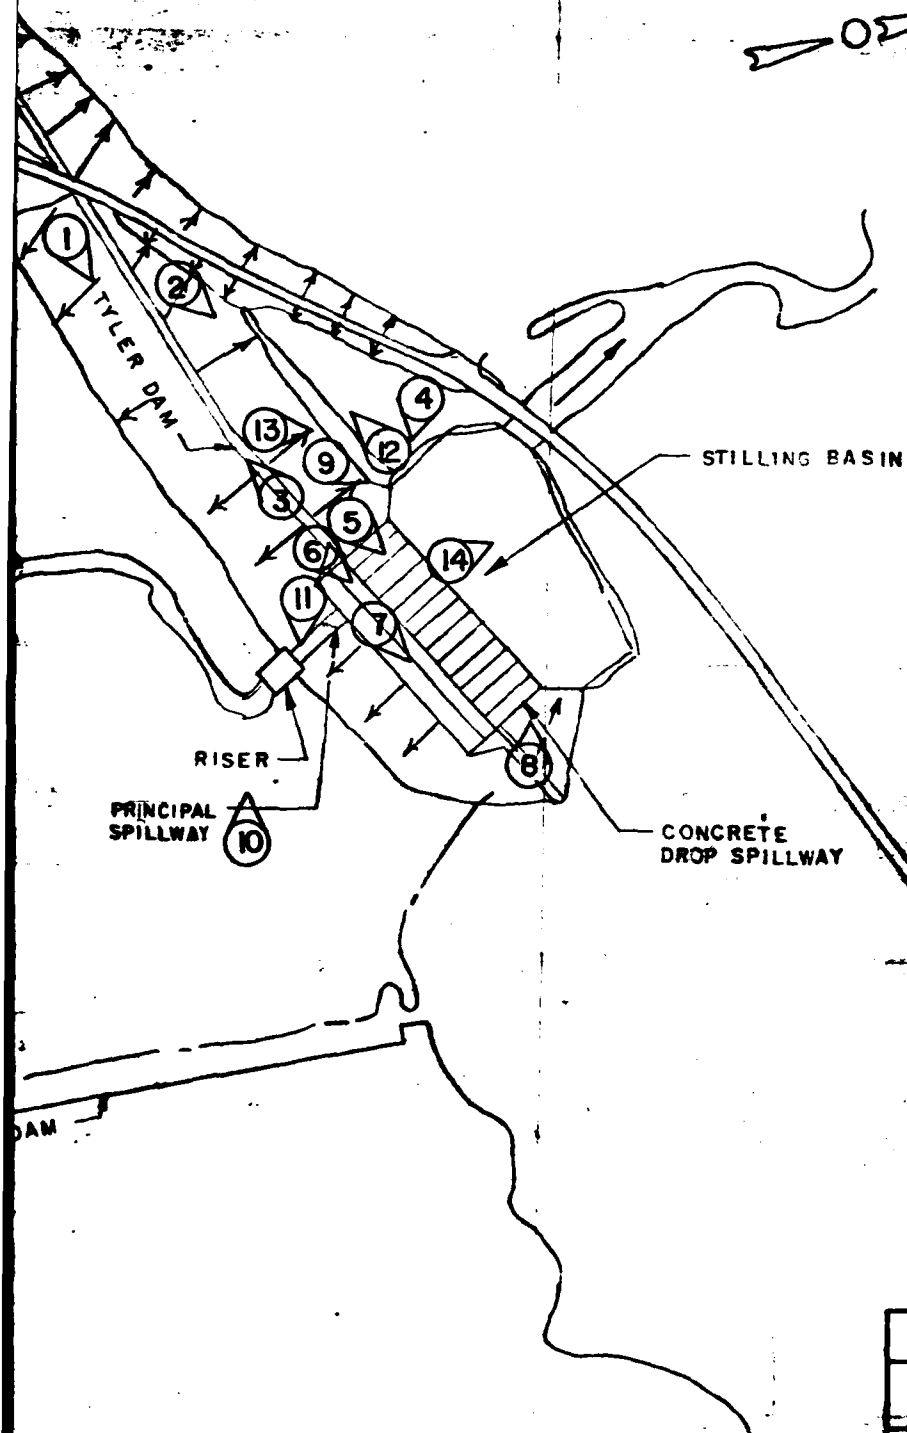 1
2
TYLER DAM
4
13
12
9
STILLING BASIN
3
5
6
14
11
7
RISER
8
PRINCIPAL
SPILLWAY
10
CONCRETE
DROP SPILLWAY
DAM